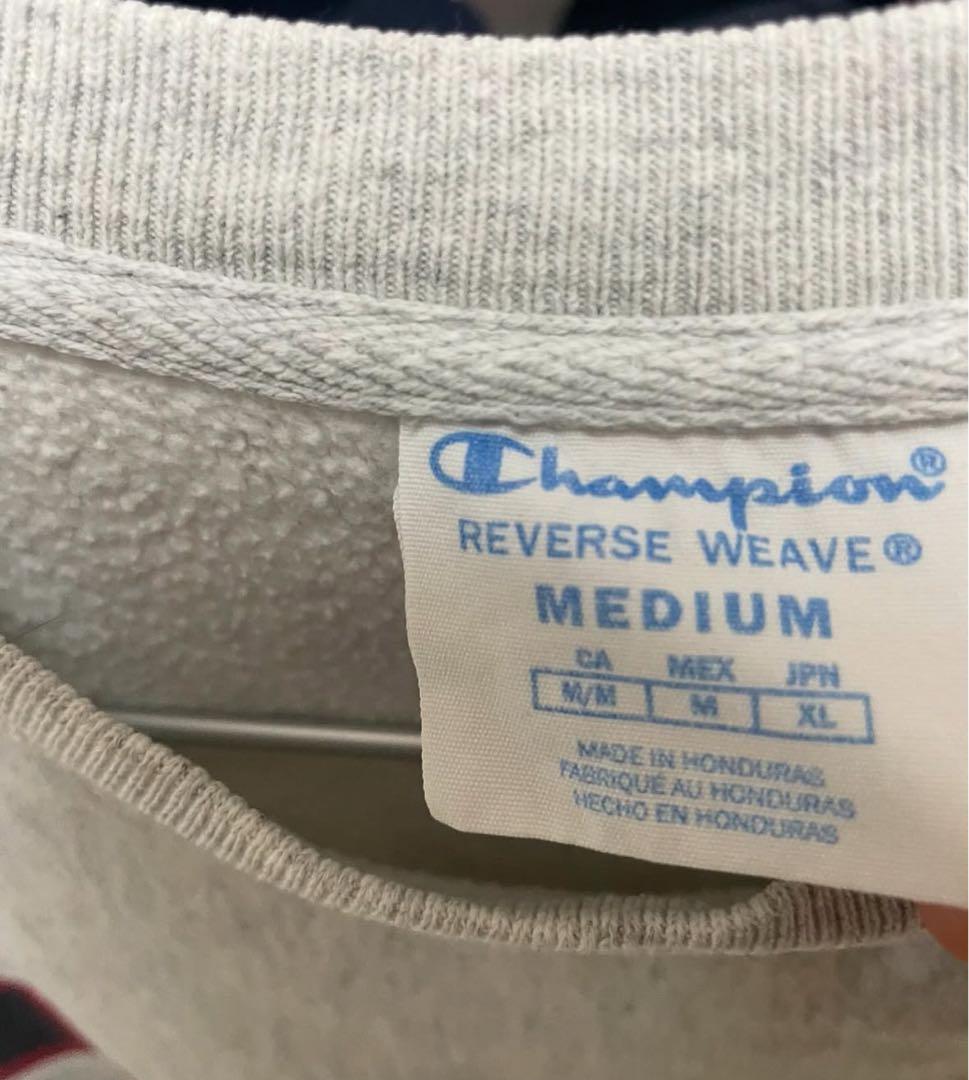 Champion®
REVERSE WEAVE®
MEDIUM
CA MEX JPN
M/M M XL
MADE IN HONDURAS
FABRIQUÉ AU HONDURAS
HECHO EN HONDURAS